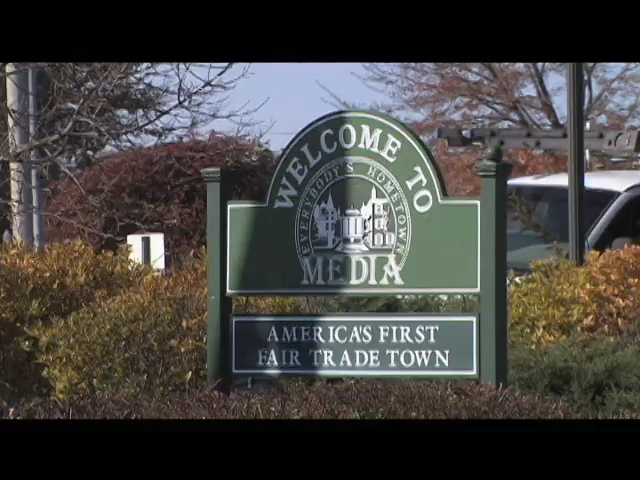 WELCOME TO
EVERYBODY'S HOMETOWN
MEDIA
AMERICA'S FIRST
FAIR TRADE TOWN